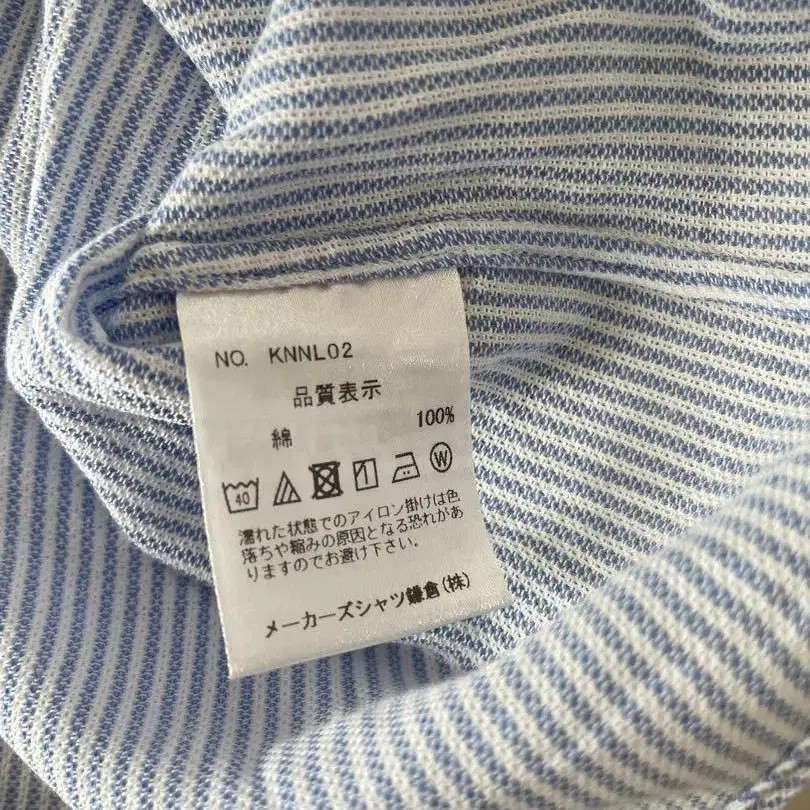 NO. KNNL02
品質表示
綿 100%
40 W
濡れた状態でのアイロン掛けは色
落ちや縮みの原因となる恐れがあ
りますのでお避け下さい。
メーカーズシャツ鎌倉(株)